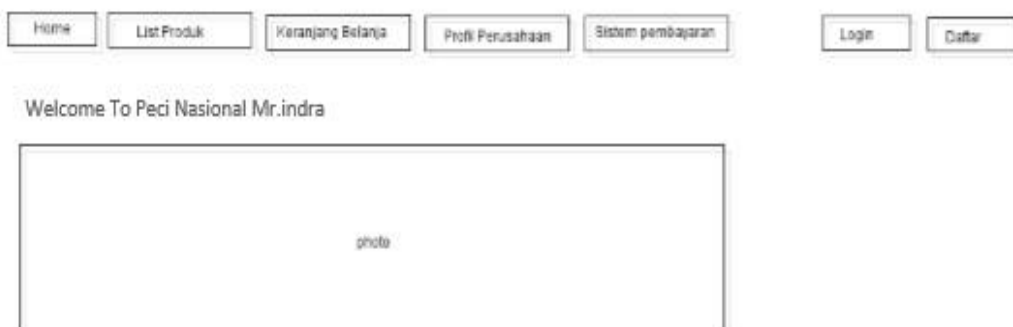 Home List Produk Keranjang Belanja Profil Perusahaan Sistem pembayaran Login Daftar
Welcome To Peci Nasional Mr.indra
photo